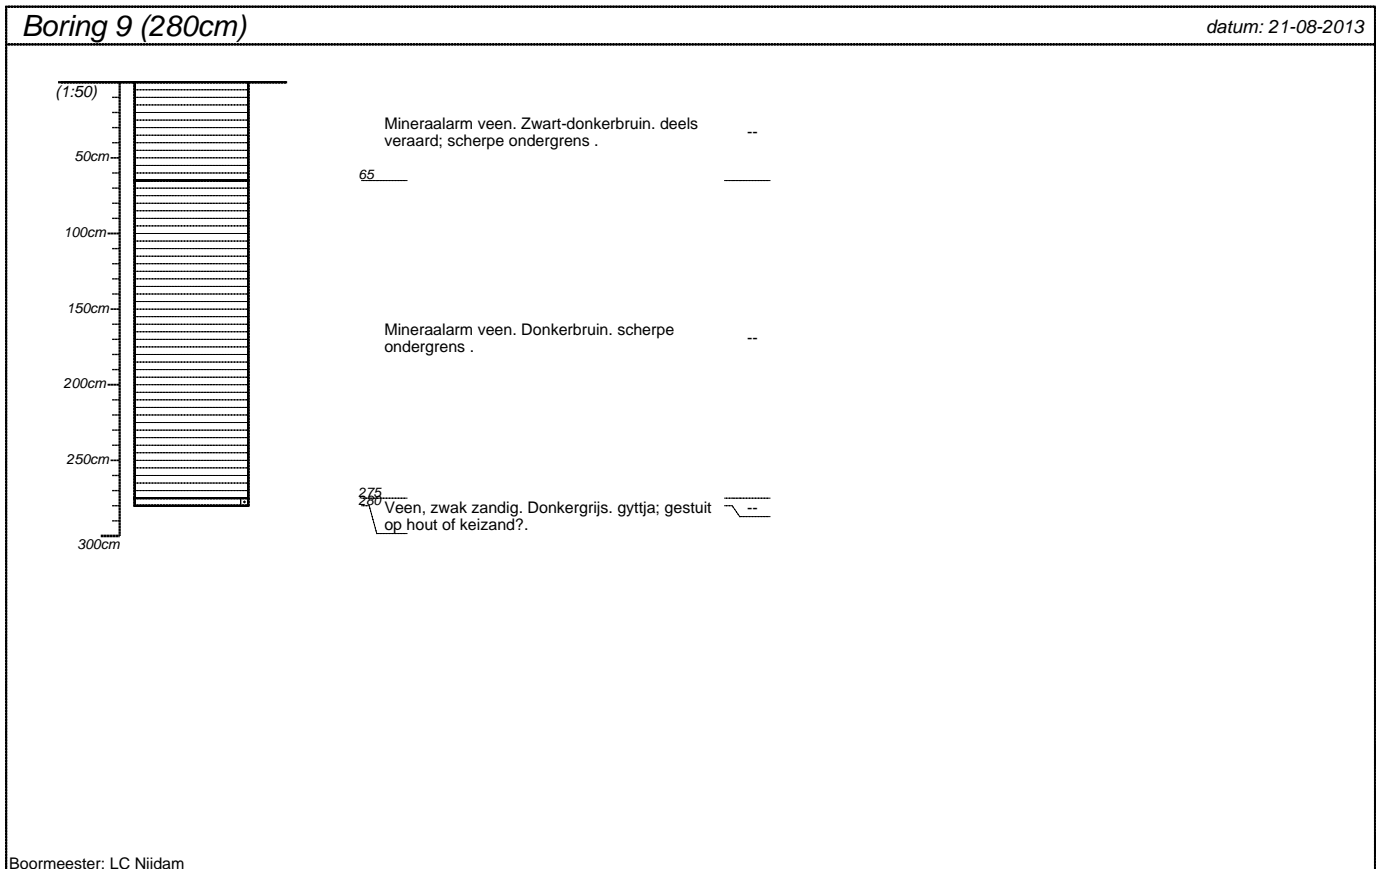 Boring 9 (280cm)
datum: 21-08-2013
(1:50)
50cm
100cm
150cm
200cm
250cm
300cm
Mineraalarm veen. Zwart-donkerbruin. deels
veraard; scherpe ondergrens .
--
65
Mineraalarm veen. Donkerbruin. scherpe
ondergrens .
--
275
280
Veen, zwak zandig. Donkergrijs. gyttja; gestuit
op hout of keizand?.
--
Boormeester: LC Nijdam